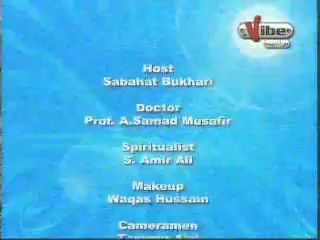 Vibe
Host
Sabahat Bukhari
Doctor
Prof. A.Samad Musafir
Spiritualist
S. Amir Ali
Makeup
Waqas Hussain
Cameramen